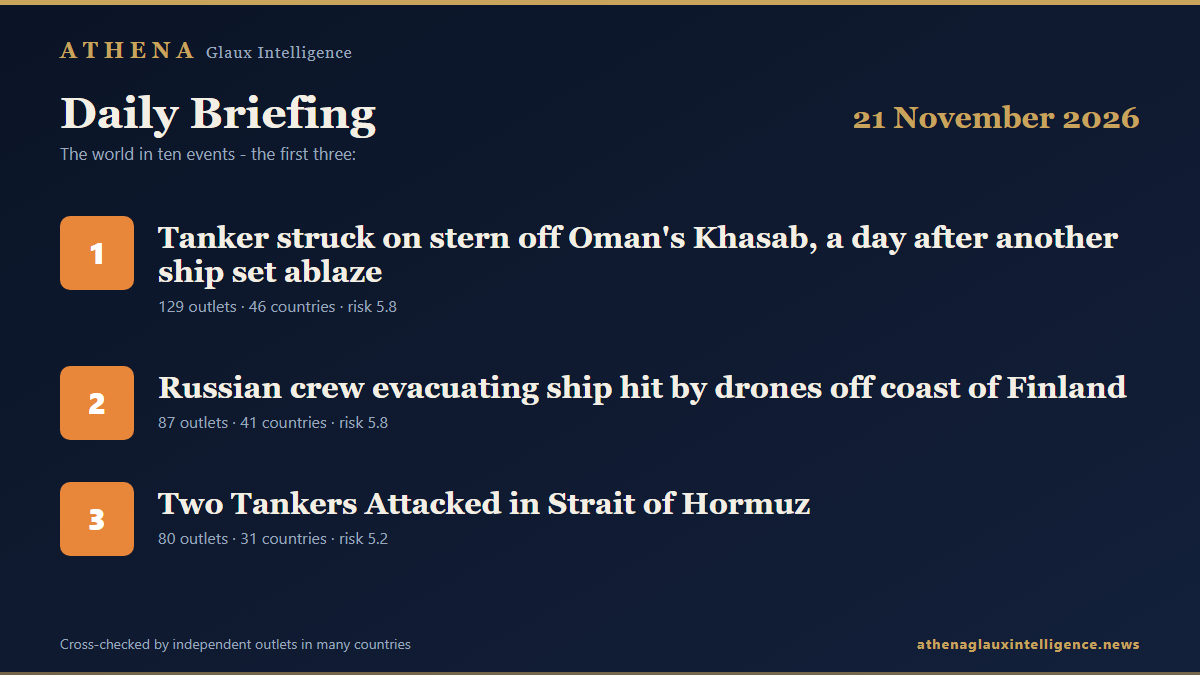 ATHENA Glaux Intelligence
Daily Briefing
21 November 2026
The world in ten events - the first three:
1
Tanker struck on stern off Oman's Khasab, a day after another
ship set ablaze
129 outlets · 46 countries · risk 5.8
2
Russian crew evacuating ship hit by drones off coast of Finland
87 outlets · 41 countries · risk 5.8
3
Two Tankers Attacked in Strait of Hormuz
80 outlets · 31 countries · risk 5.2
Cross-checked by independent outlets in many countries
athenaglauxintelligence.news